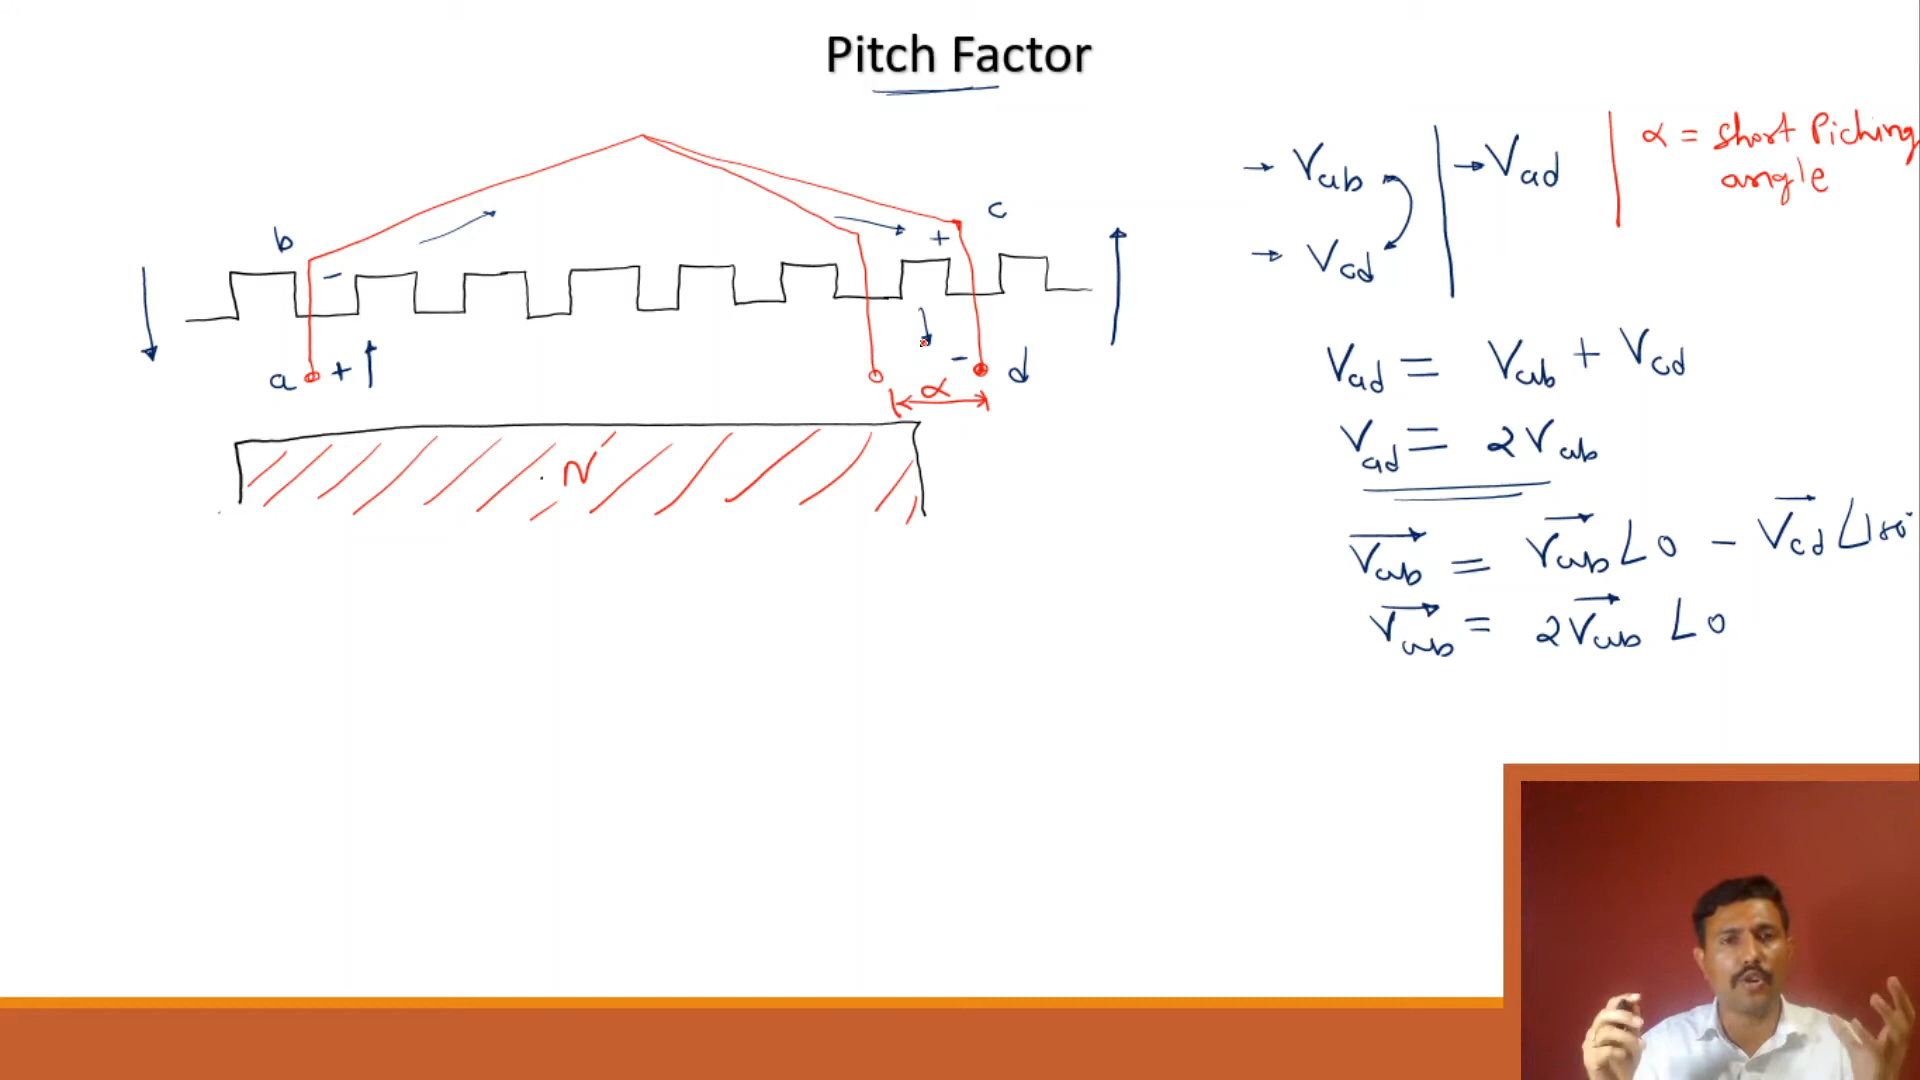 Pitch Factor
b
c
-
+
a
+
-
d
α
N
→ Vab
→ Vcd
→ Vad
α = short Piching
angle
Vad = Vab + Vcd
Vad = 2Vab
Vab = Vab∠0 - Vcd∠180°
Vab = 2Vab ∠0